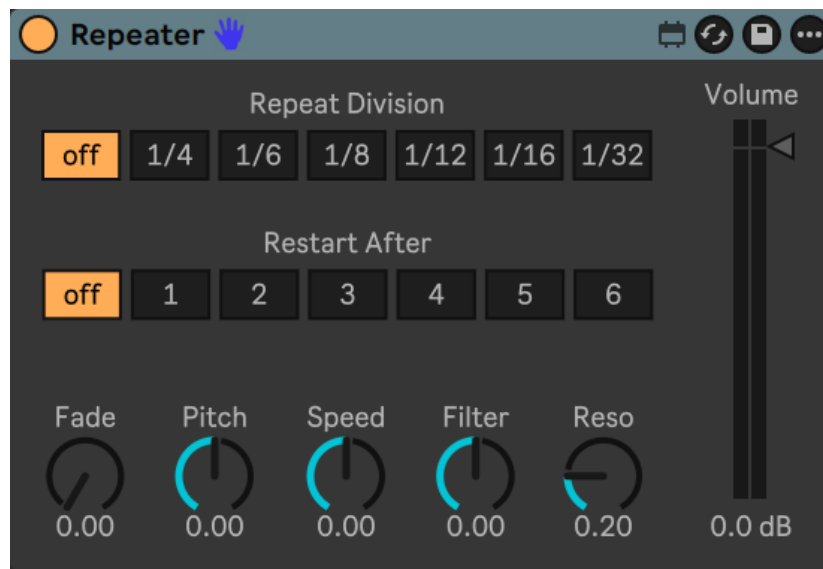 Repeater
Repeat Division
Volume
off 1/4 1/6 1/8 1/12 1/16 1/32
Restart After
off 1 2 3 4 5 6
Fade Pitch Speed Filter Reso
0.00 0.00 0.00 0.00 0.20 0.0 dB